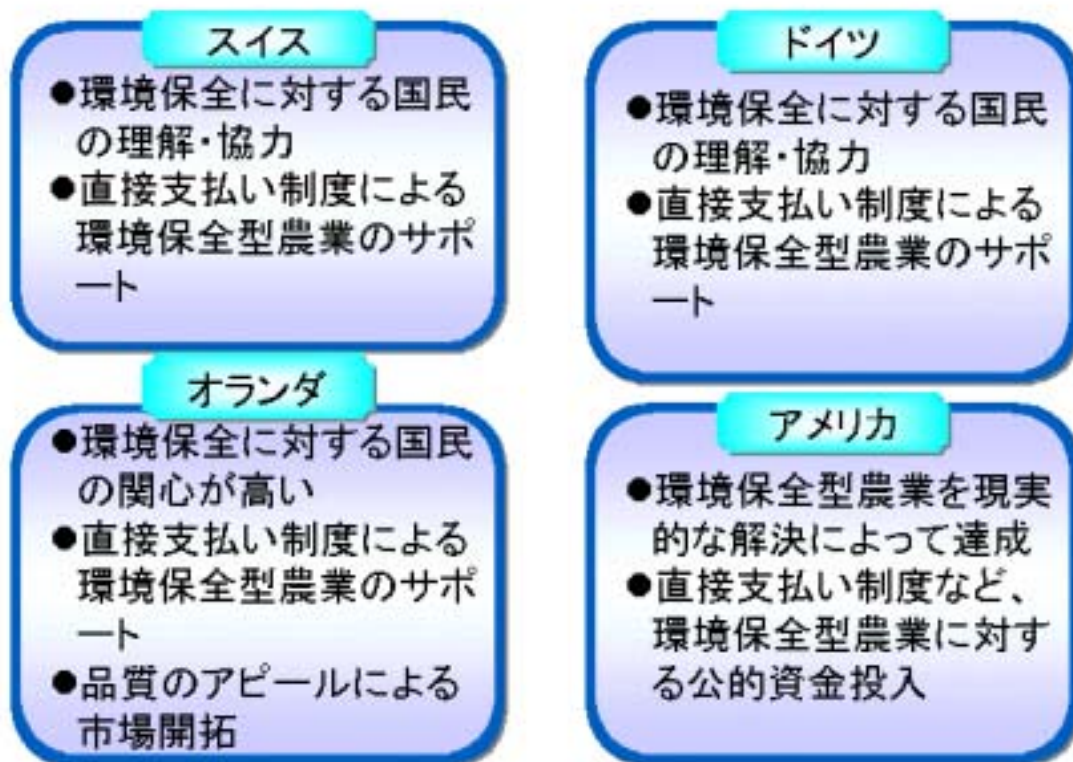 スイス
●環境保全に対する国民
の理解・協力
●直接支払い制度による
環境保全型農業のサポ
ート
ドイツ
●環境保全に対する国民
の理解・協力
●直接支払い制度による
環境保全型農業のサポ
ート
オランダ
●環境保全に対する国民
の関心が高い
●直接支払い制度による
環境保全型農業のサポ
ート
●品質のアピールによる
市場開拓
アメリカ
●環境保全型農業を現実
的な解決によって達成
●直接支払い制度など、
環境保全型農業に対す
る公的資金投入